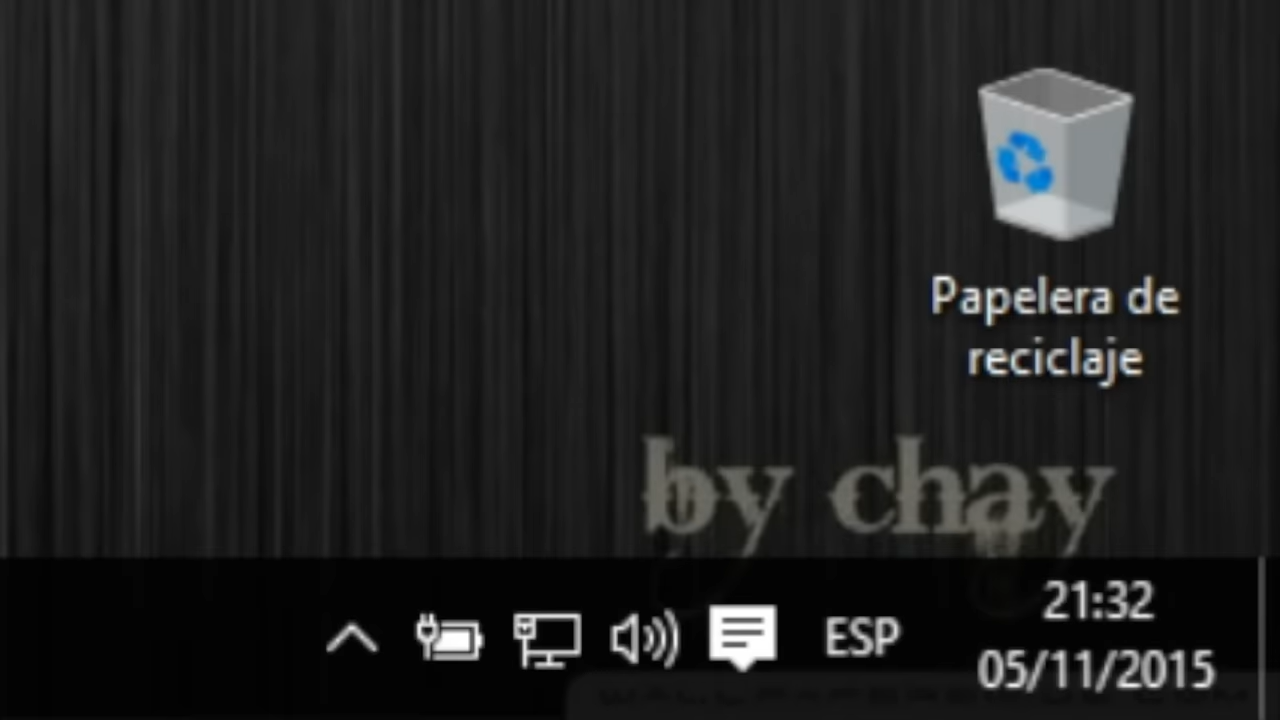 Papelera de
reciclaje
by chay
ESP
21:32
05/11/2015